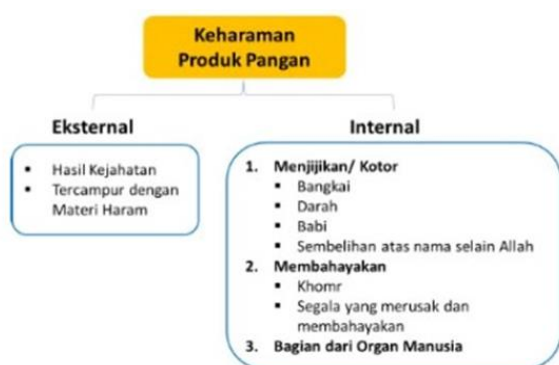 Keharaman
Produk Pangan
Eksternal
▪ Hasil Kejahatan
▪ Tercampur dengan
Materi Haram
Internal
1. Menjijikan/ Kotor
▪ Bangkai
▪ Darah
▪ Babi
▪ Sembelihan atas nama selain Allah
2. Membahayakan
▪ Khomr
▪ Segala yang merusak dan
membahayakan
3. Bagian dari Organ Manusia